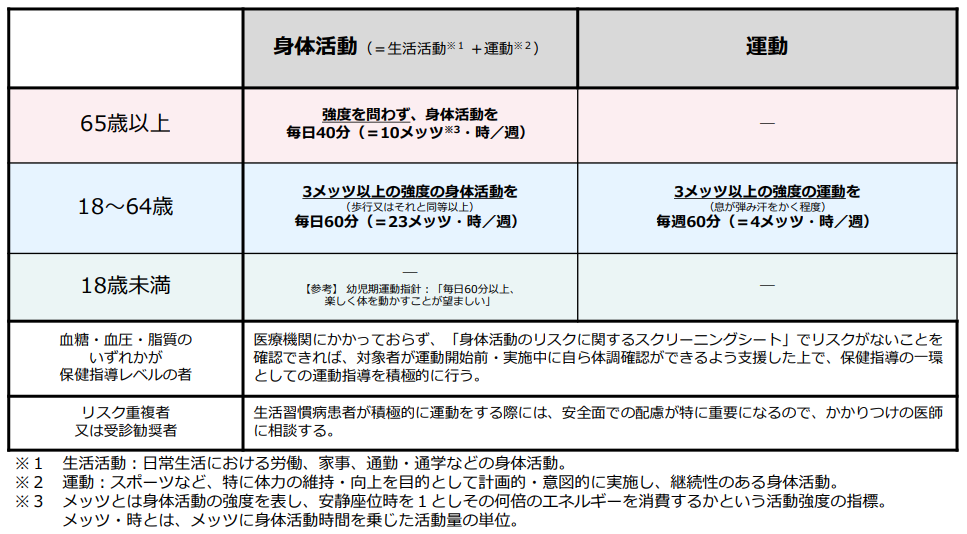 身体活動（＝生活活動※１＋運動※２）
運動
65歳以上
強度を問わず、身体活動を
毎日40分（＝10メッツ※3・時／週）
―
18～64歳
3メッツ以上の強度の身体活動を
（歩行又はそれと同等以上）
毎日60分（＝23メッツ・時／週）
3メッツ以上の強度の運動を
（息が弾み汗をかく程度）
毎週60分（＝4メッツ・時／週）
18歳未満
―
【参考】 幼児期運動指針：「毎日60分以上、
楽しく体を動かすことが望ましい」
―
血糖・血圧・脂質の
いずれかが
保健指導レベルの者
医療機関にかかっておらず、「身体活動のリスクに関するスクリーニングシート」でリスクがないことを
確認できれば、対象者が運動開始前・実施中に自ら体調確認ができるよう支援した上で、保健指導の一環
としての運動指導を積極的に行う。
リスク重複者
又は受診勧奨者
生活習慣病患者が積極的に運動をする際には、安全面での配慮が特に重要になるので、かかりつけの医師
に相談する。
※１ 生活活動：日常生活における労働、家事、通勤・通学などの身体活動。
※２ 運動：スポーツなど、特に体力の維持・向上を目的として計画的・意図的に実施し、継続性のある身体活動。
※３ メッツとは身体活動の強度を表し、安静座位時を１としその何倍のエネルギーを消費するかという活動強度の指標。
メッツ・時とは、メッツに身体活動時間を乗じた活動量の単位。